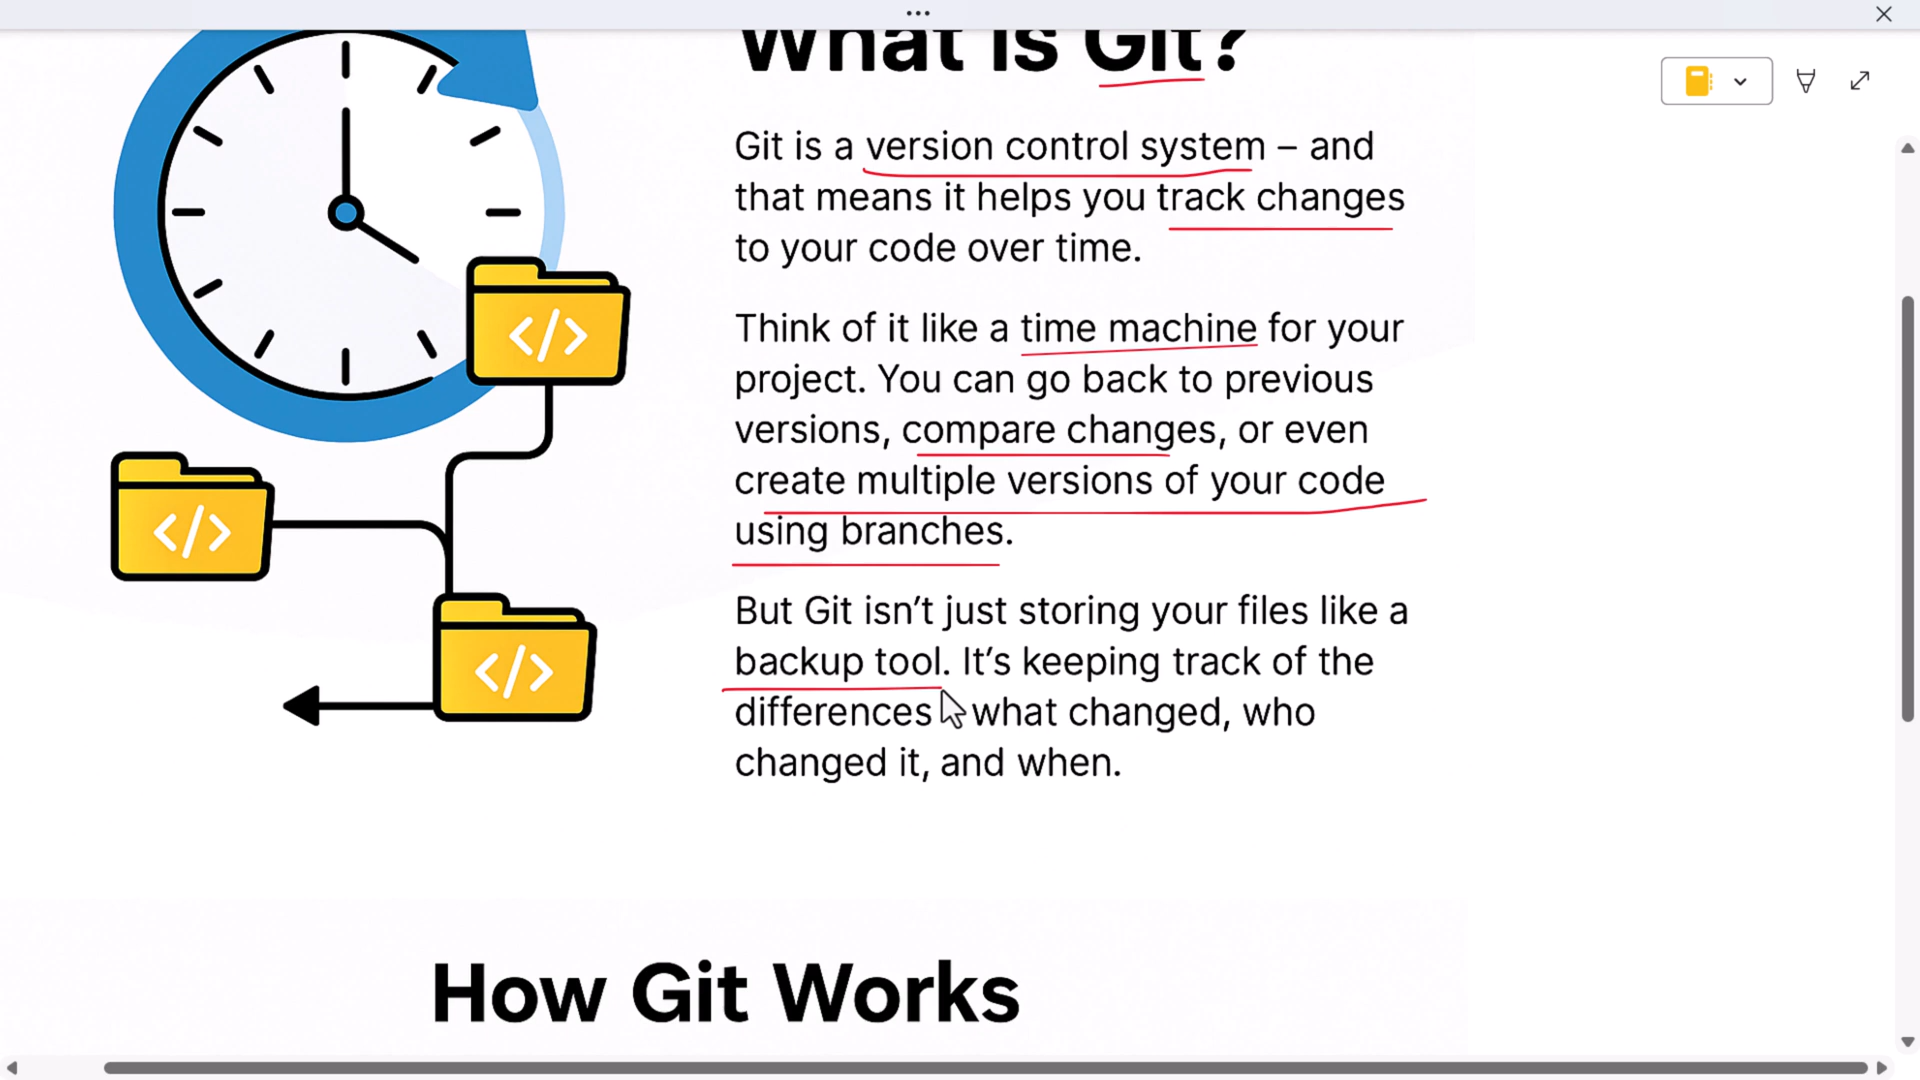 What is Git?
Git is a version control system – and
that means it helps you track changes
to your code over time.
Think of it like a time machine for your
project. You can go back to previous
versions, compare changes, or even
create multiple versions of your code
using branches.
But Git isn’t just storing your files like a
backup tool. It’s keeping track of the
differences what changed, who
changed it, and when.
</>
</>
</>
How Git Works